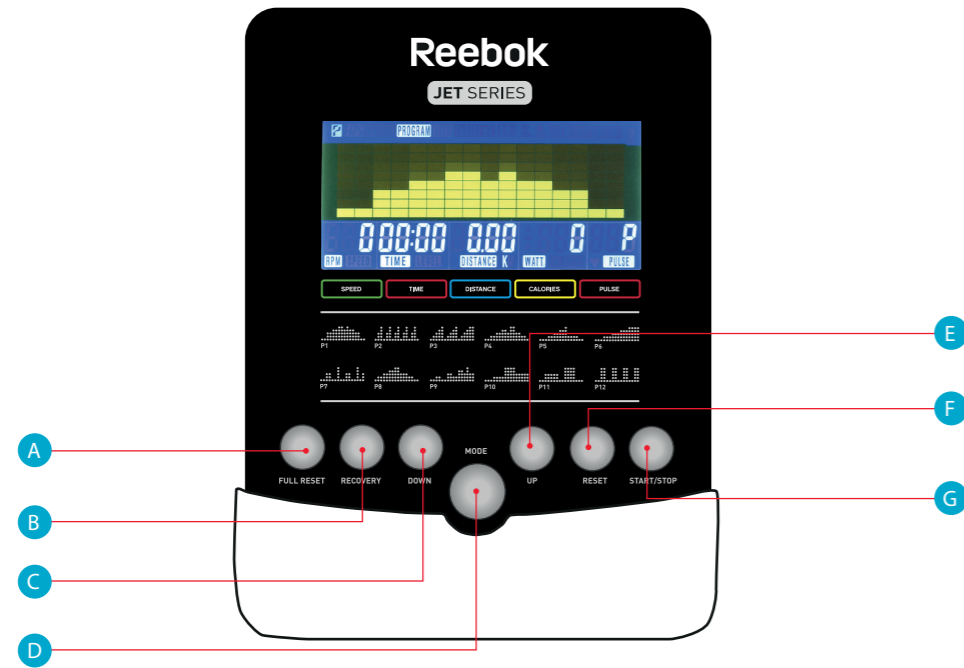 Reebok
JET SERIES
PROGRAM
0 00:00 0.00 0 P
RPM SPEED TIME LEVEL DISTANCE K WATT PULSE
SPEED TIME DISTANCE CALORIES PULSE
P1 P2 P3 P4 P5 P6
P7 P8 P9 P10 P11 P12
MODE
FULL RESET RECOVERY DOWN UP RESET START/STOP
A
B
C
D
E
F
G